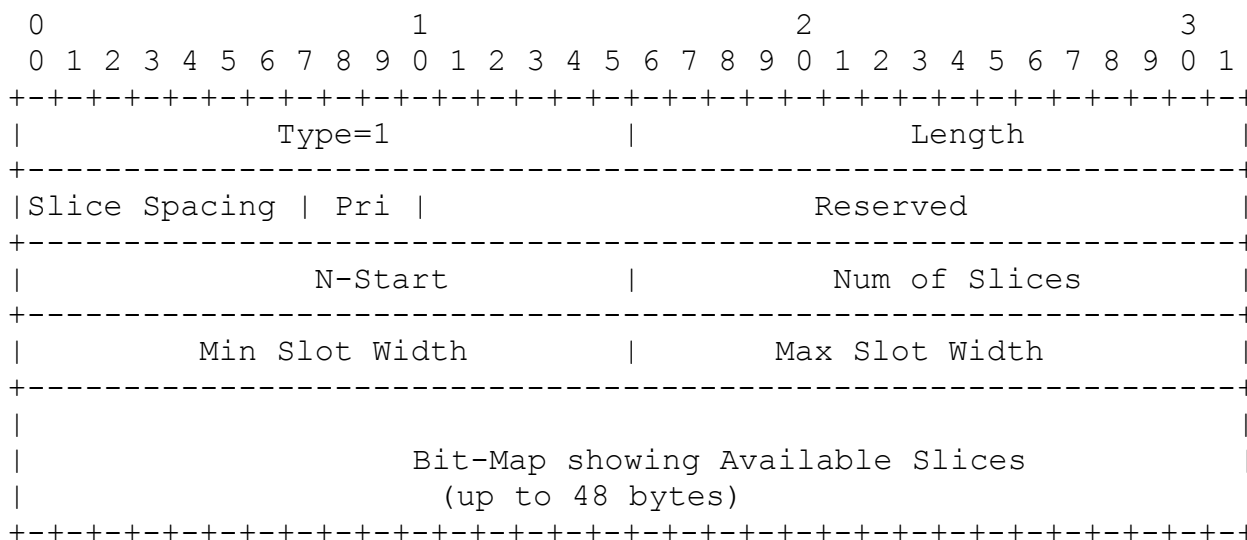 0                   1                   2                   3
 0 1 2 3 4 5 6 7 8 9 0 1 2 3 4 5 6 7 8 9 0 1 2 3 4 5 6 7 8 9 0 1
+-+-+-+-+-+-+-+-+-+-+-+-+-+-+-+-+-+-+-+-+-+-+-+-+-+-+-+-+-+-+-+-+
|             Type=1            |              Length           |
+---------------------------------------------------------------+
|Slice Spacing | Pri |                    Reserved              |
+---------------------------------------------------------------+
|               N-Start         |          Num of Slices        |
+---------------------------------------------------------------+
|         Min Slot Width        |       Max Slot Width          |
+---------------------------------------------------------------+
|                                                               |
|                    Bit-Map showing Available Slices           |
|                     (up to 48 bytes)
+-+-+-+-+-+-+-+-+-+-+-+-+-+-+-+-+-+-+-+-+-+-+-+-+-+-+-+-+-+-+-+-+